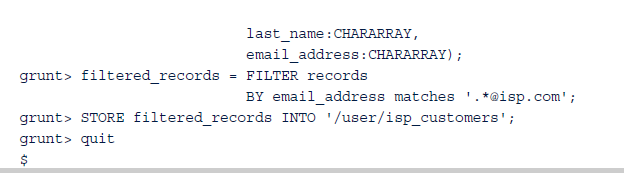 last_name:CHARARRAY,
email_address:CHARARRAY);
grunt> filtered_records = FILTER records
BY email_address matches '.*@isp.com';
grunt> STORE filtered_records INTO '/user/isp_customers';
grunt> quit
$